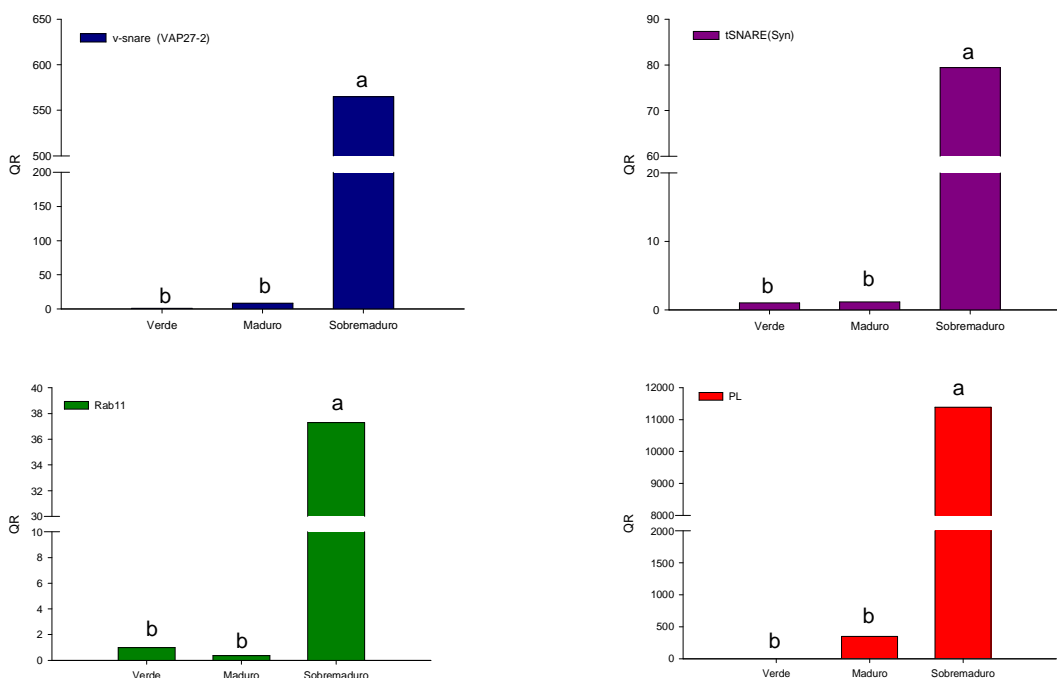 v-snare (VAP27-2)
650
600
550
500
200
150
100
50
0
QR
a
b
b
Verde Maduro Sobremaduro
tSNARE(Syn)
90
80
70
60
20
10
0
QR
a
b
b
Verde Maduro Sobremaduro
Rab11
40
38
36
34
32
30
10
8
6
4
2
0
QR
a
b
b
Verde Maduro Sobremaduro
PL
12000
11000
10000
9000
8000
2000
1500
1000
500
0
QR
a
b
b
Verde Maduro Sobremaduro